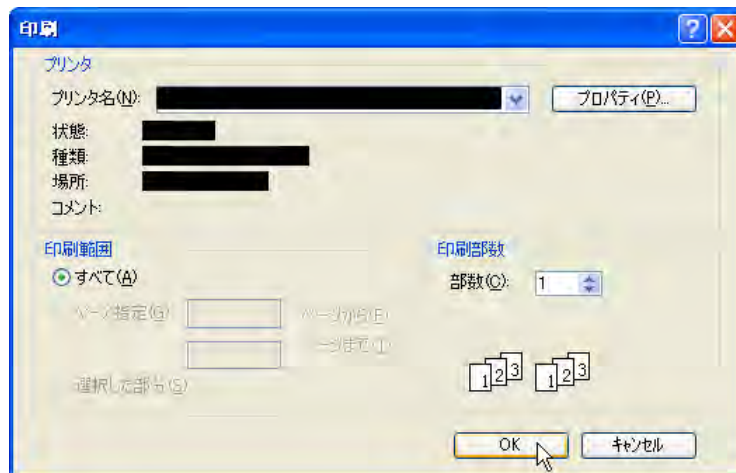 印刷
プリンタ
プリンタ名(N):
プロパティ(P)...
状態:
種類:
場所:
コメント:
印刷範囲
すべて(A)
ページ指定(G)
ページから(F)
ージまで(T)
選択した部分(S)
印刷部数
部数(C): 1
1 2 3 1 2 3
OK
キャンセル